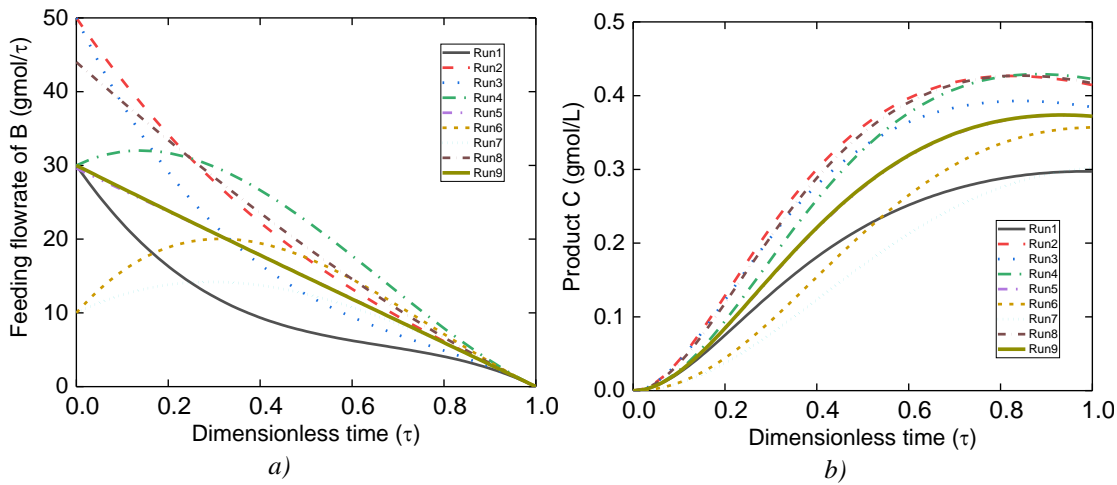 Feeding flowrate of B (gmol/τ)
50
40
30
20
10
0
0.0 0.2 0.4 0.6 0.8 1.0
Dimensionless time (τ)
Run1
Run2
Run3
Run4
Run5
Run6
Run7
Run8
Run9
a)
Product C (gmol/L)
0.5
0.4
0.3
0.2
0.1
0.0
0.0 0.2 0.4 0.6 0.8 1.0
Dimensionless time (τ)
Run1
Run2
Run3
Run4
Run5
Run6
Run7
Run8
Run9
b)